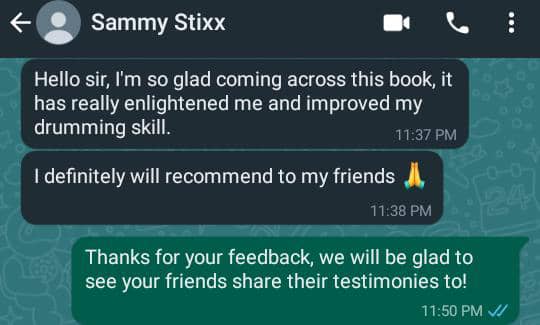 Sammy Stixx
Hello sir, I'm so glad coming across this book, it
has really enlightened me and improved my
drumming skill.
11:37 PM
I definitely will recommend to my friends 🙏
11:38 PM
Thanks for your feedback, we will be glad to
see your friends share their testimonies to!
11:50 PM